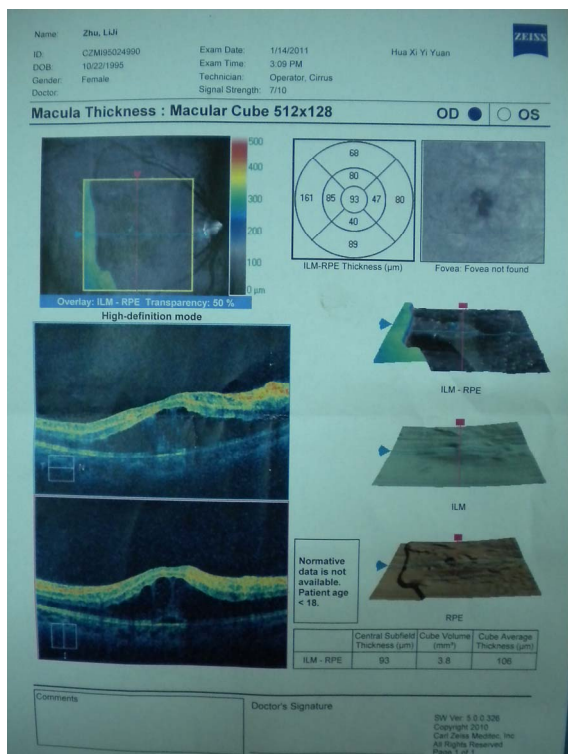 Name: Zhu, LiJi
ZEISS
ID: CZMI95024990 Exam Date: 1/14/2011 Hua Xi Yi Yuan
DOB: 10/22/1995 Exam Time: 3:09 PM
Gender: Female Technician: Operator, Cirrus
Doctor: Signal Strength: 7/10
Macula Thickness : Macular Cube 512x128 OD OS
500
400
300
200
100
0 µm
Overlay: ILM - RPE Transparency: 50 %
68
80
161 85 93 47 80
40
89
ILM-RPE Thickness (µm)
Fovea: Fovea not found
High-definition mode
T N
ILM - RPE
ILM
RPE
Normative
data is not
available.
Patient age
< 18.
Central Subfield Thickness (µm) Cube Volume (mm³) Cube Average Thickness (µm)
ILM - RPE 93 3.8 106
Comments
Doctor's Signature
SW Ver: 5.0.0.326
Copyright 2010
Carl Zeiss Meditec, Inc
All Rights Reserved
Page 1 of 1